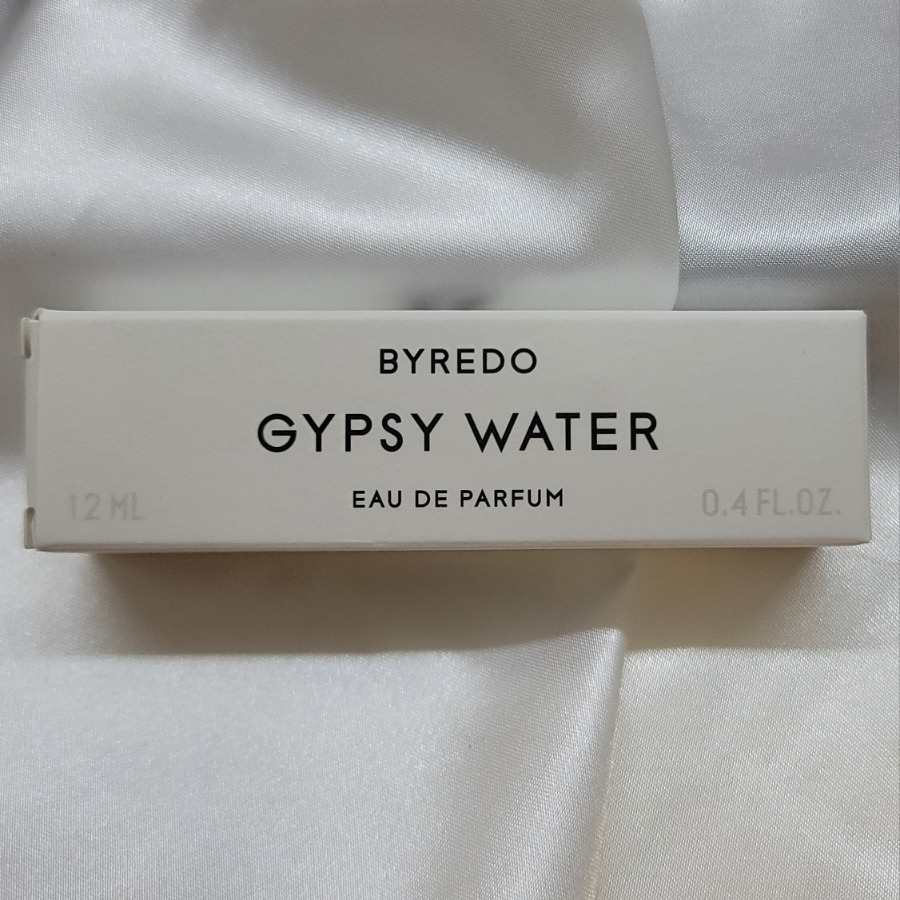 BYREDO
GYPSY WATER
EAU DE PARFUM
12 ML
0.4 FL.OZ.